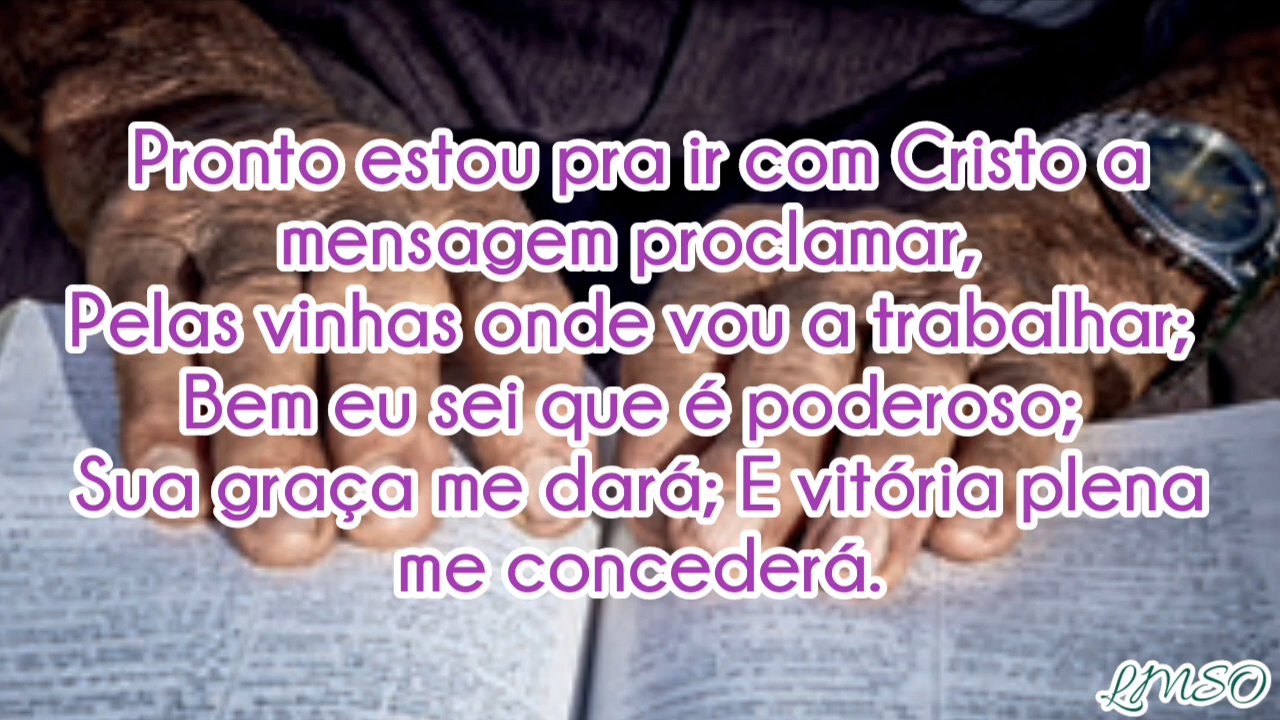 Pronto estou pra ir com Cristo a
mensagem proclamar,
Pelas vinhas onde vou a trabalhar;
Bem eu sei que é poderoso;
Sua graça me dará; E vitória plena
me concederá.
LMSO